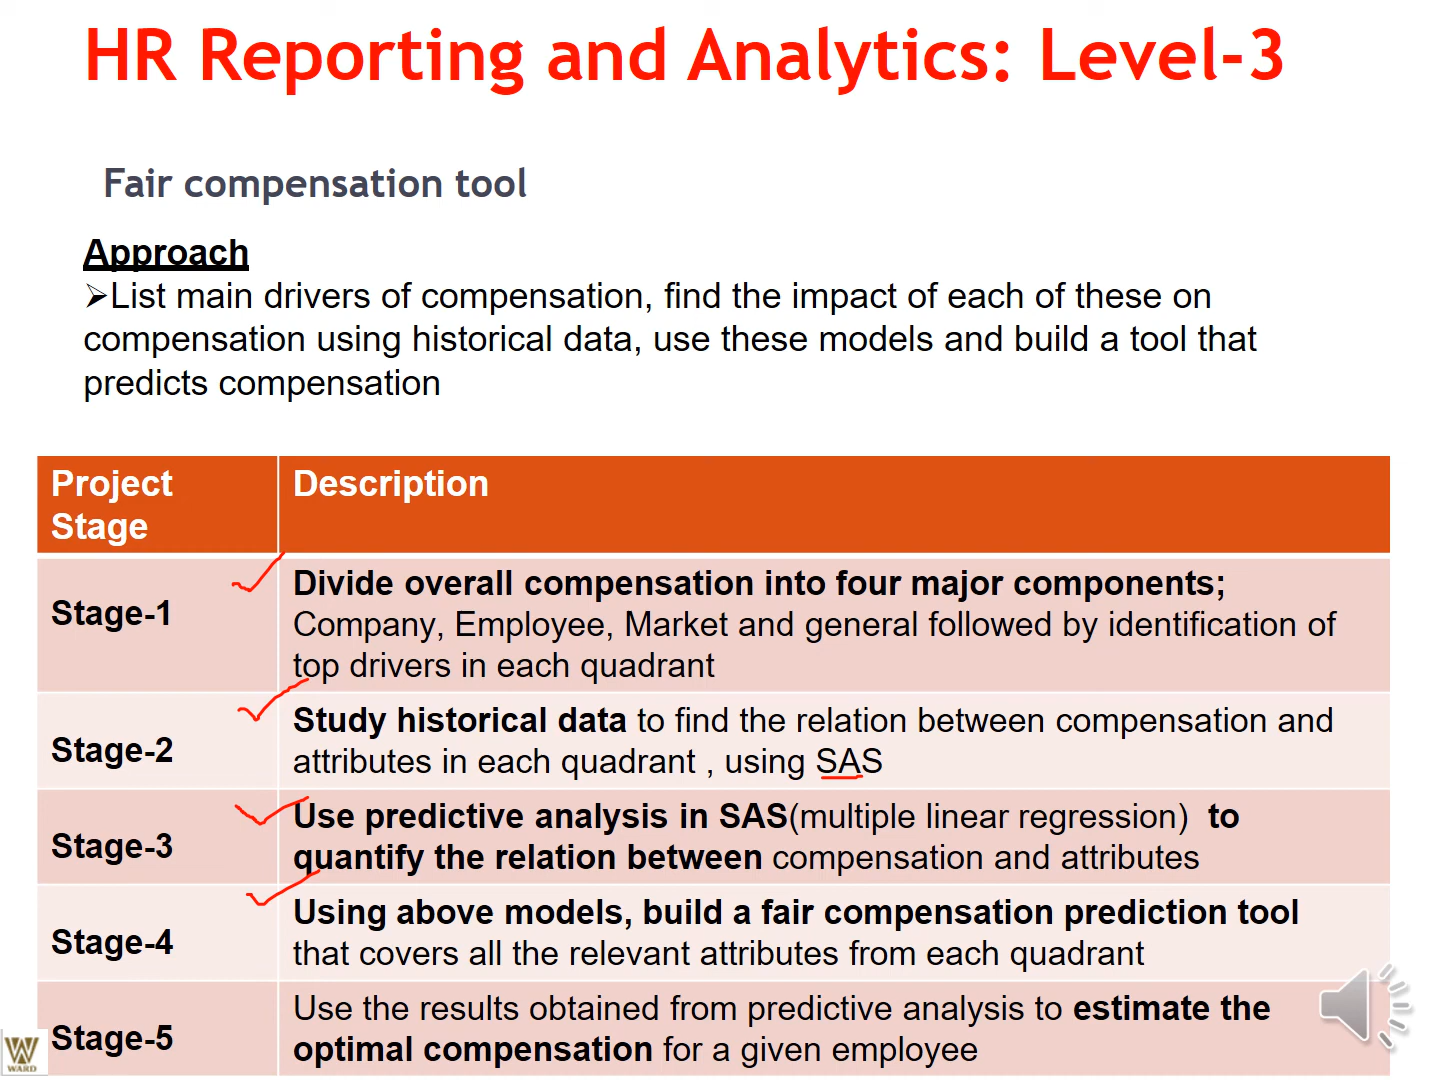 HR Reporting and Analytics: Level-3
Fair compensation tool
Approach
➢List main drivers of compensation, find the impact of each of these on
compensation using historical data, use these models and build a tool that
predicts compensation
Project
Stage
Description
Stage-1
Divide overall compensation into four major components;
Company, Employee, Market and general followed by identification of
top drivers in each quadrant
Stage-2
Study historical data to find the relation between compensation and
attributes in each quadrant , using SAS
Stage-3
Use predictive analysis in SAS(multiple linear regression)  to
quantify the relation between compensation and attributes
Stage-4
Using above models, build a fair compensation prediction tool
that covers all the relevant attributes from each quadrant
Stage-5
Use the results obtained from predictive analysis to estimate the
optimal compensation for a given employee
WARD